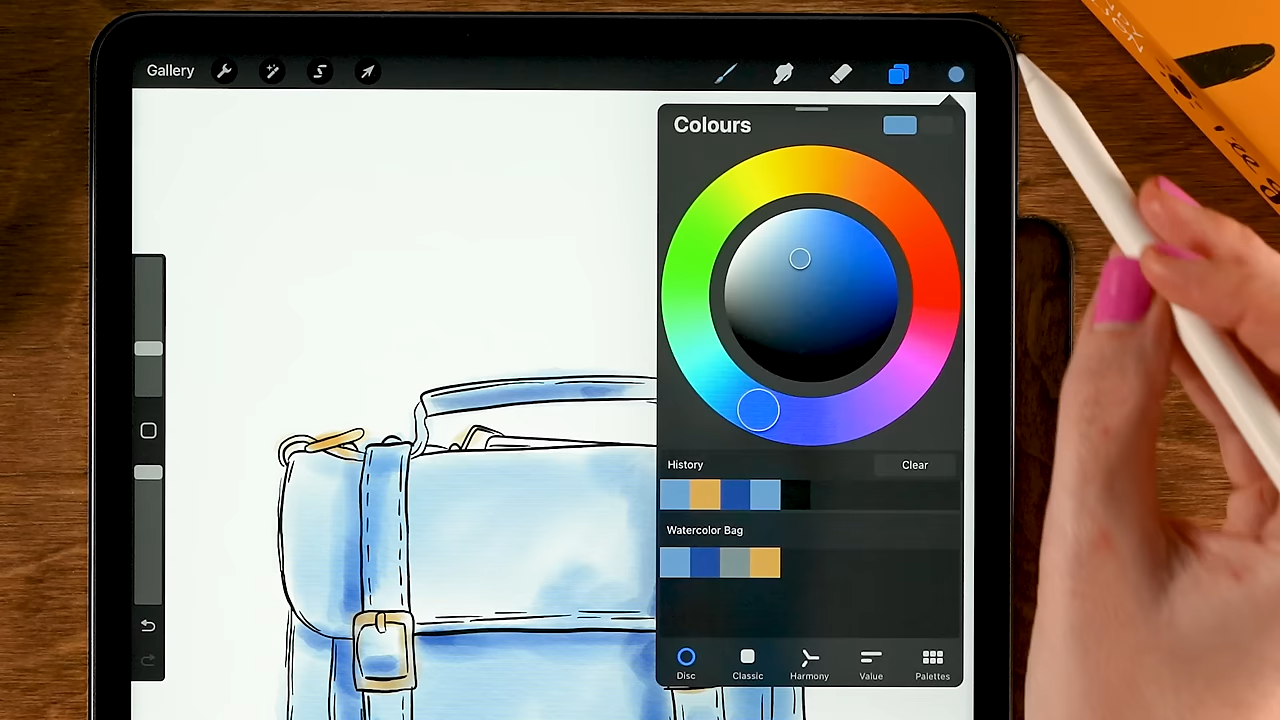 Gallery
Colours
History
Clear
Watercolor Bag
Disc
Classic
Harmony
Value
Palettes